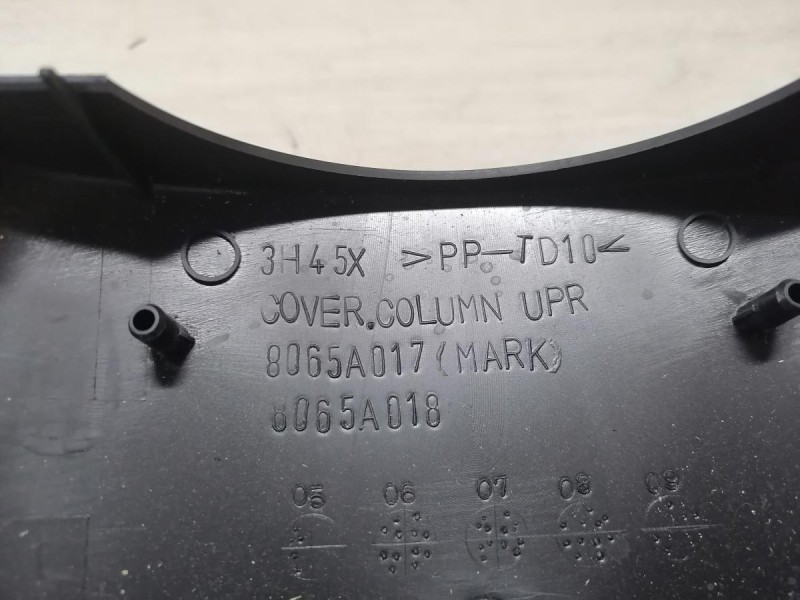 3H45X >PP-TD10<
COVER,COLUMN UPR
8065A017(MARK)
8065A018
05 06 07 08 09